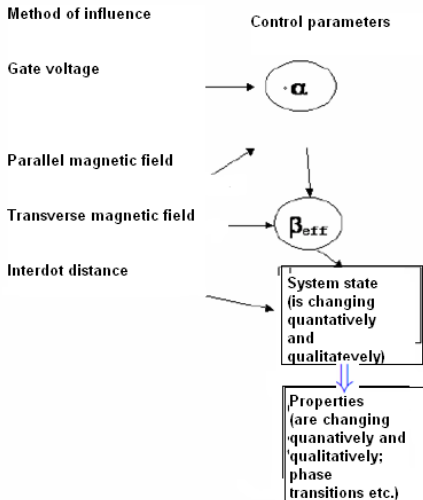 Method of influence
Control parameters
Gate voltage
α
Parallel magnetic field
Transverse magnetic field
βeff
Interdot distance
System state
(is changing
quantatively
and
qualitatevely)
Properties
(are changing
quanatively and
qualitatively;
phase
transitions etc.)